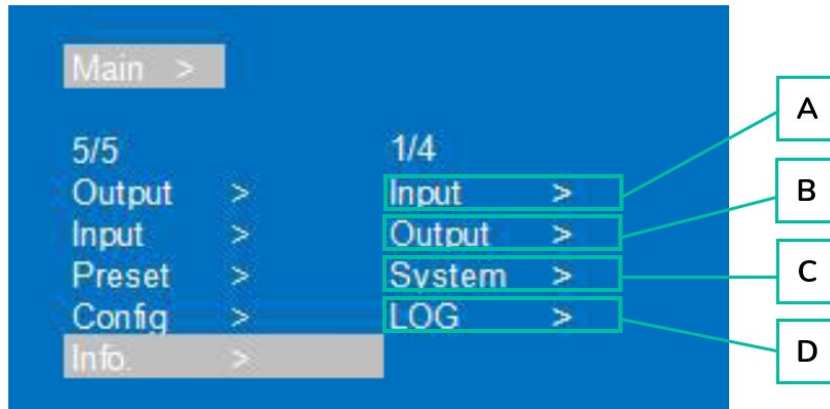 Main >
5/5 1/4
Output > Input >
Input > Output >
Preset > System >
Config > LOG >
Info. >
A
B
C
D